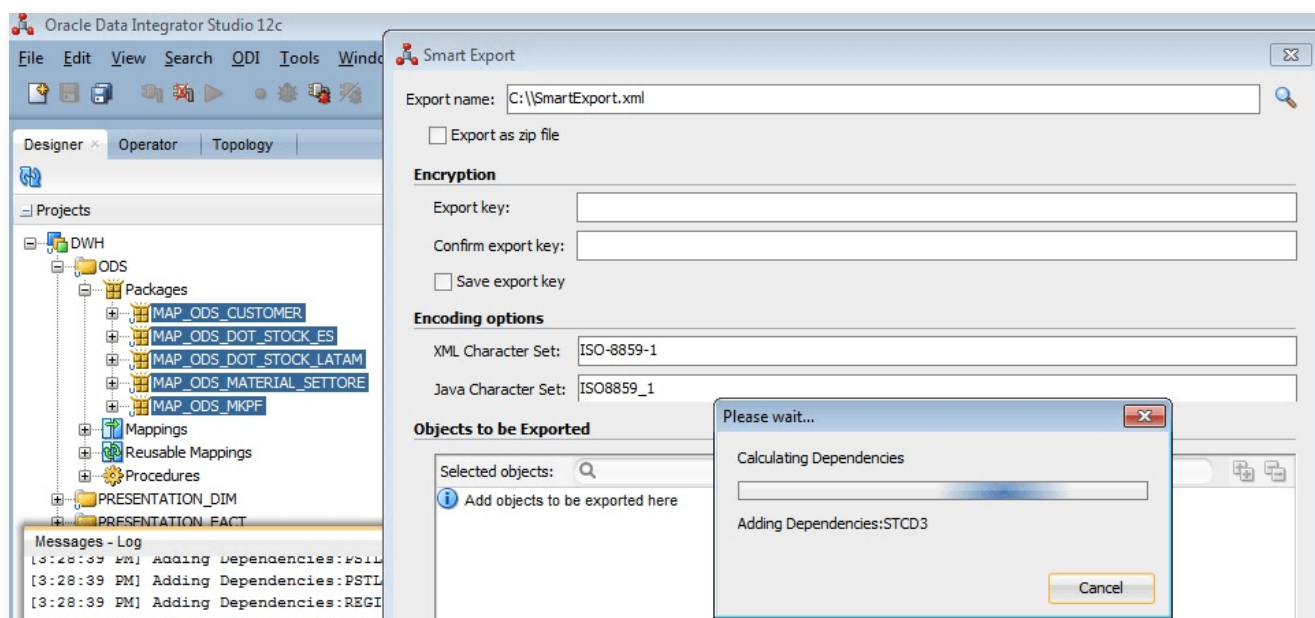 Oracle Data Integrator Studio 12c
File Edit View Search ODI Tools Windo
Designer Operator Topology
Projects
DWH
ODS
Packages
MAP_ODS_CUSTOMER
MAP_ODS_DOT_STOCK_ES
MAP_ODS_DOT_STOCK_LATAM
MAP_ODS_MATERIAL_SETTORE
MAP_ODS_MKPF
Mappings
Reusable Mappings
Procedures
PRESENTATION_DIM
PRESENTATION_FACT
Messages - Log
[3:28:39 PM] Adding Dependencies:PSTL
[3:28:39 PM] Adding Dependencies:REGI
Smart Export
Export name: C:\\SmartExport.xml
Export as zip file
Encryption
Export key:
Confirm export key:
Save export key
Encoding options
XML Character Set: ISO-8859-1
Java Character Set: ISO8859_1
Objects to be Exported
Selected objects:
Add objects to be exported here
Please wait...
Calculating Dependencies
Adding Dependencies:STCD3
Cancel